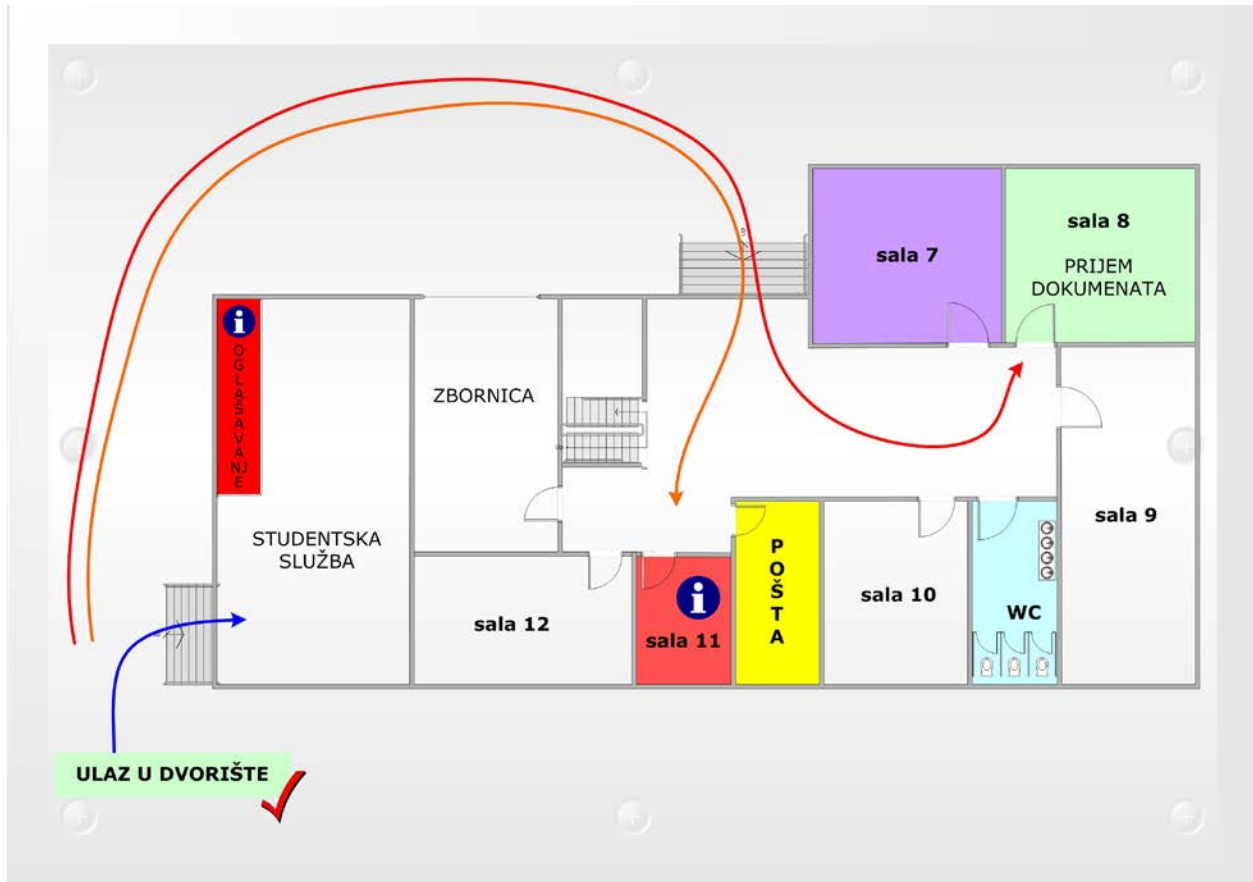 sala 7
sala 8
PRIJEM
DOKUMENATA
i
OGLAŠAVANJE
ZBORNICA
STUDENTSKA
SLUŽBA
sala 9
sala 12
i
sala 11
POŠTA
sala 10
WC
ULAZ U DVORIŠTE